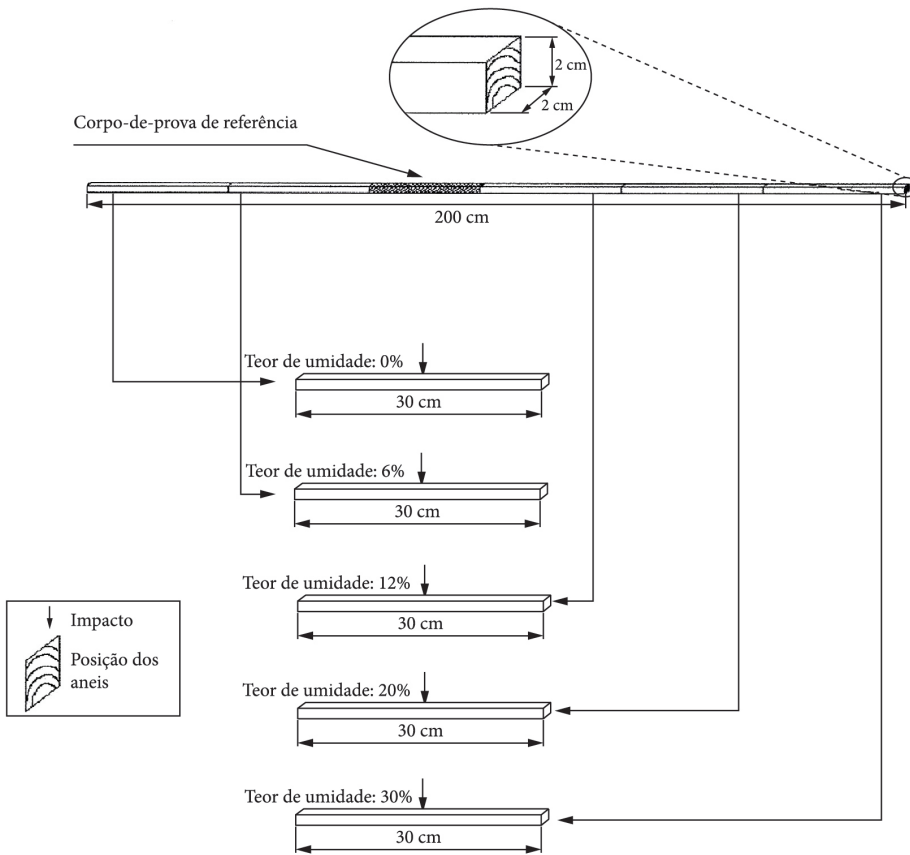 2 cm
2 cm
Corpo-de-prova de referência
200 cm
Teor de umidade: 0%
30 cm
Teor de umidade: 6%
30 cm
Teor de umidade: 12%
30 cm
Impacto
Posição dos
aneis
Teor de umidade: 20%
30 cm
Teor de umidade: 30%
30 cm